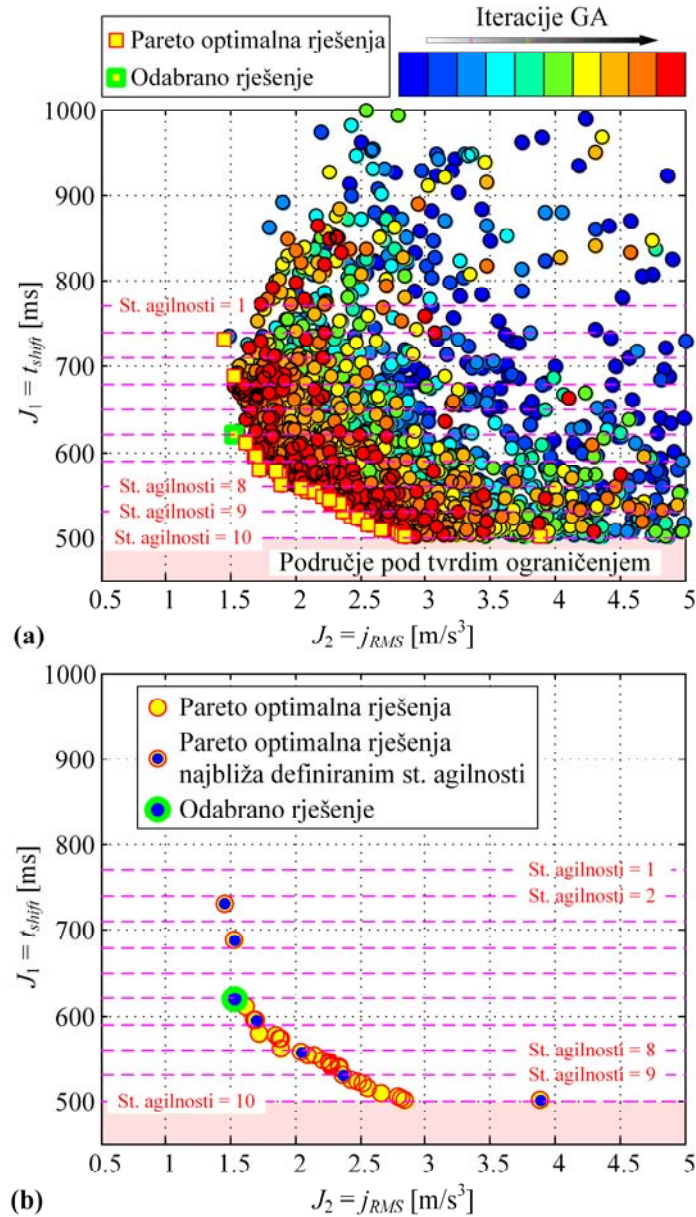 Pareto optimalna rješenja
Odabrano rješenje
Iteracije GA
1000
900
800
700
600
500
J₁ = t_shift [ms]
St. agilnosti = 1
St. agilnosti = 8
St. agilnosti = 9
St. agilnosti = 10
Područje pod tvrdim ograničenjem
0.5 1 1.5 2 2.5 3 3.5 4 4.5 5
(a)
J₂ = j_RMS [m/s³]
1000
900
800
700
600
500
J₁ = t_shift [ms]
Pareto optimalna rješenja
Pareto optimalna rješenja
najbliža definiranim st. agilnosti
Odabrano rješenje
St. agilnosti = 1
St. agilnosti = 2
St. agilnosti = 8
St. agilnosti = 9
St. agilnosti = 10
0.5 1 1.5 2 2.5 3 3.5 4 4.5 5
(b)
J₂ = j_RMS [m/s³]